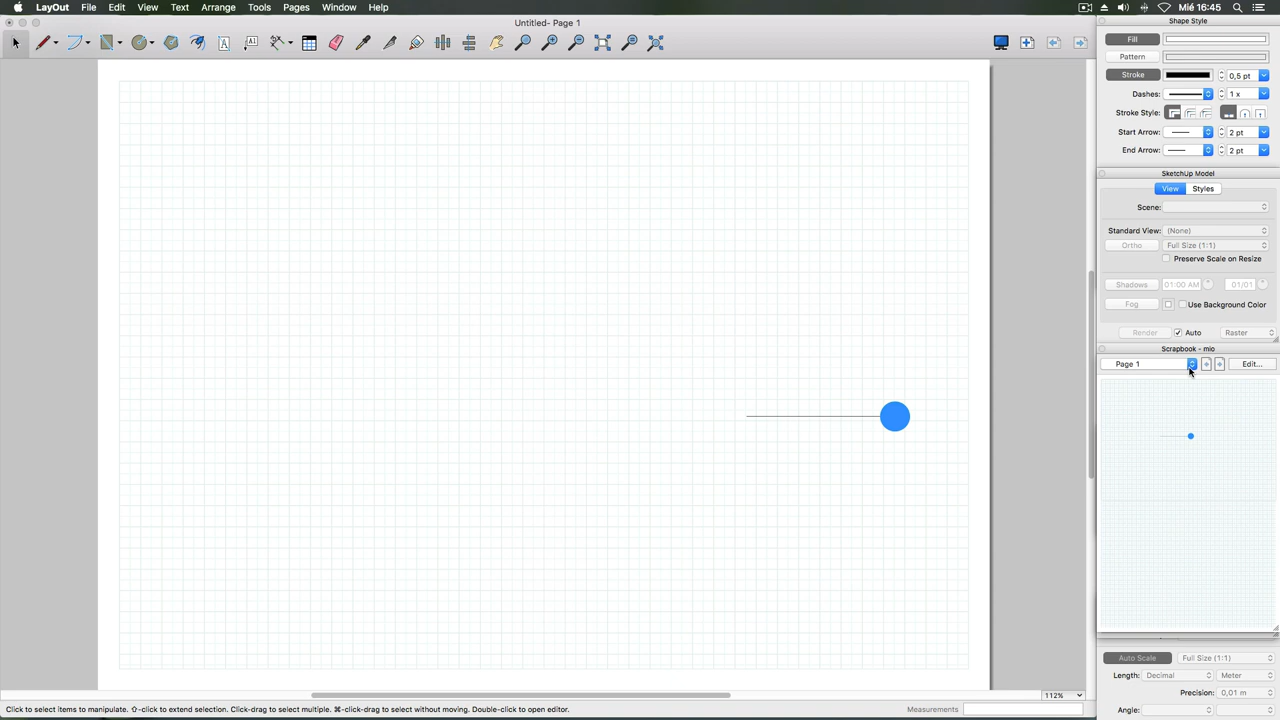 LayOut File Edit View Text Arrange Tools Pages Window Help
Mié 16:45
Untitled- Page 1
Shape Style
Fill
Pattern
Stroke 0,5 pt
Dashes: 1 x
Stroke Style:
Start Arrow: 2 pt
End Arrow: 2 pt
SketchUp Model
View Styles
Scene:
Standard View: (None)
Ortho Full Size (1:1)
Preserve Scale on Resize
Shadows 01:00 AM 01/01
Fog Use Background Color
Render Auto Raster
Scrapbook - mio
Page 1 Edit...
Auto Scale Full Size (1:1)
Length: Decimal Meter
Precision: 0,01 m
Angle:
112%
Click to select items to manipulate. ⇧-click to extend selection. Click-drag to select multiple. ⌘-click-drag to select without moving. Double-click to open editor.
Measurements